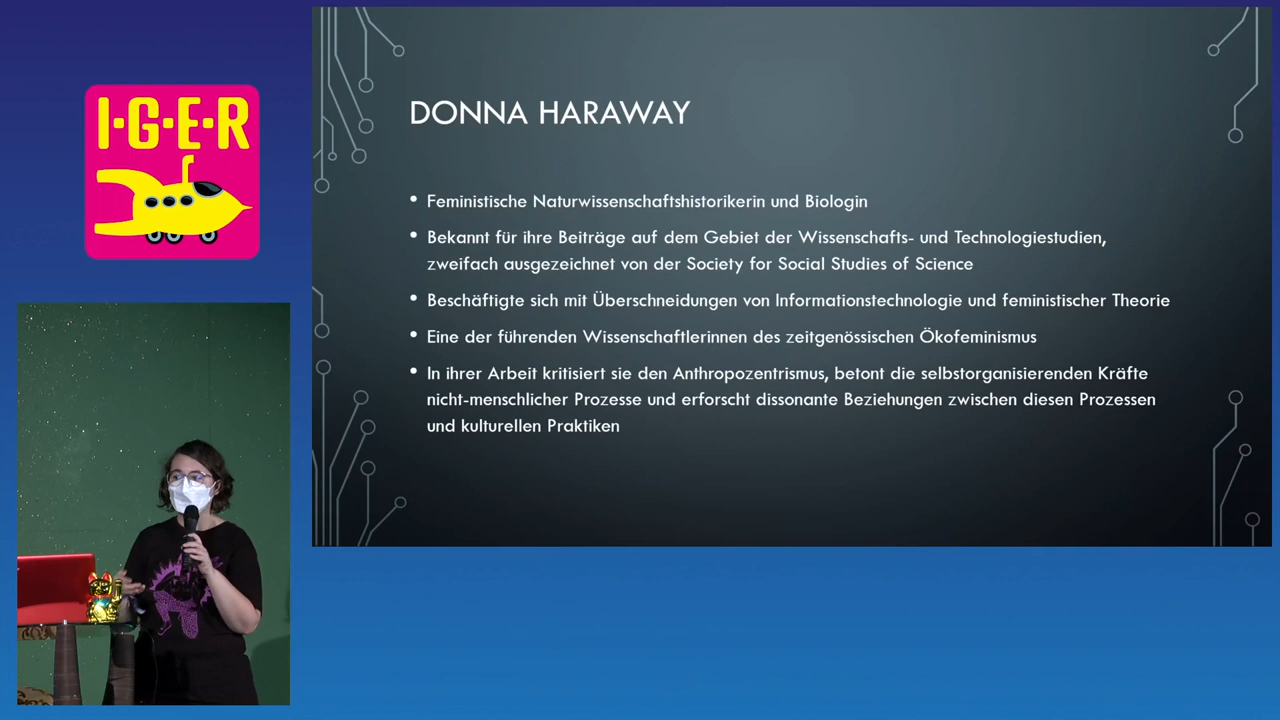 I·G·E·R
DONNA HARAWAY
• Feministische Naturwissenschaftshistorikerin und Biologin
• Bekannt für ihre Beiträge auf dem Gebiet der Wissenschafts- und Technologiestudien,
zweifach ausgezeichnet von der Society for Social Studies of Science
• Beschäftigte sich mit Überschneidungen von Informationstechnologie und feministischer Theorie
• Eine der führenden Wissenschaftlerinnen des zeitgenössischen Ökofeminismus
• In ihrer Arbeit kritisiert sie den Anthropozentrismus, betont die selbstorganisierenden Kräfte
nicht-menschlicher Prozesse und erforscht dissonante Beziehungen zwischen diesen Prozessen
und kulturellen Praktiken